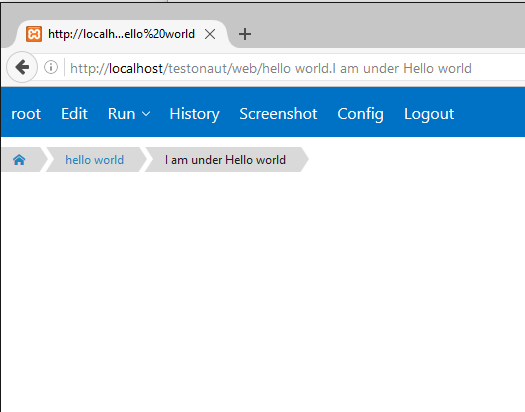 http://localh...ello%20world
http://localhost/testonaut/web/hello world.I am under Hello world
root Edit Run History Screenshot Config Logout
hello world I am under Hello world